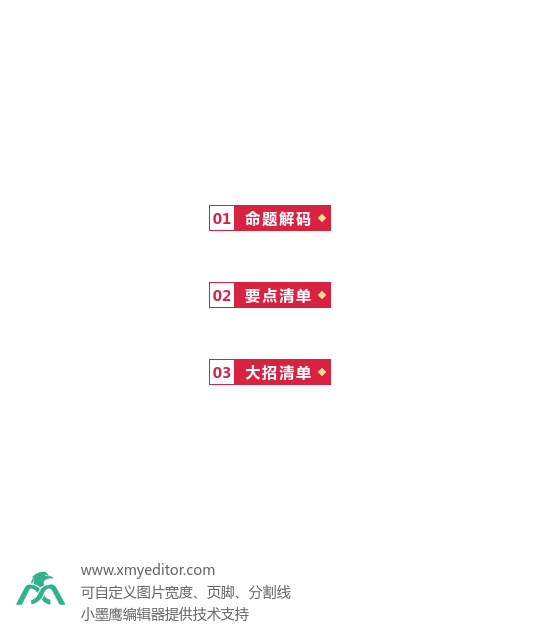 01 命题解码
02 要点清单
03 大招清单
www.xmyeditor.com
可自定义图片宽度、页脚、分割线
小墨鹰编辑器提供技术支持